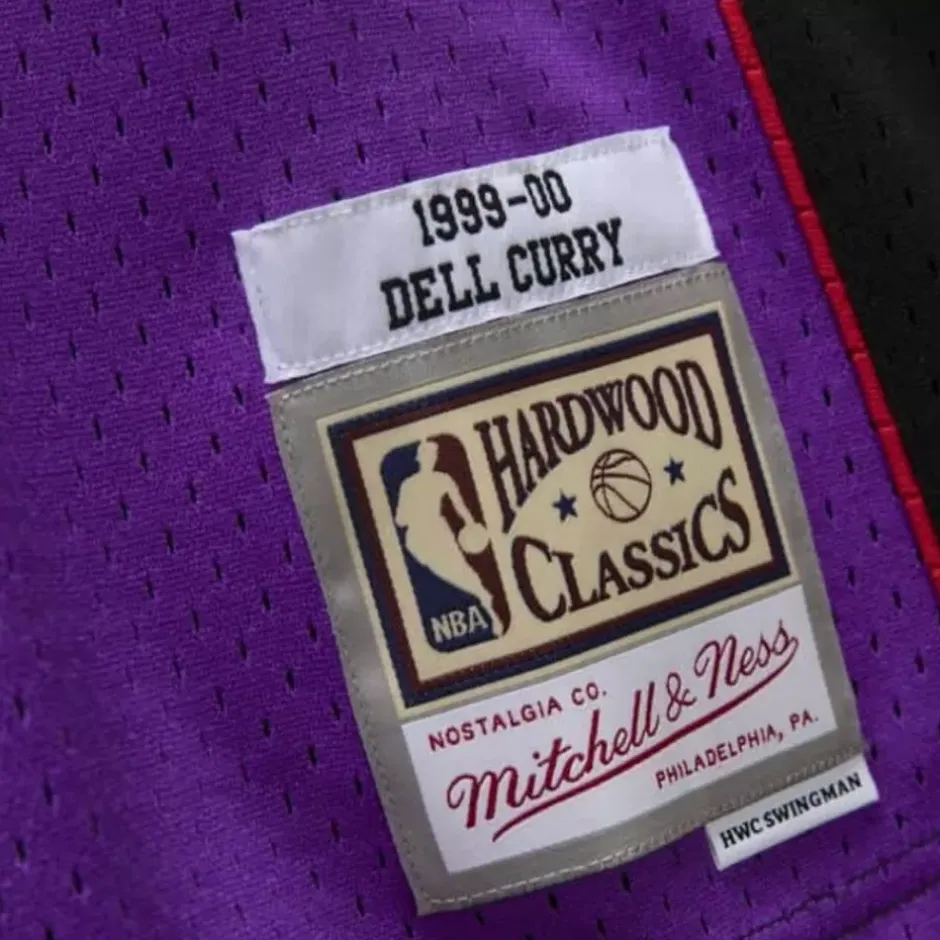 1999-00
DELL CURRY
HARDWOOD
CLASSICS
NBA
NOSTALGIA CO.
Mitchell & Ness
PHILADELPHIA, PA.
HWC SWINGMAN